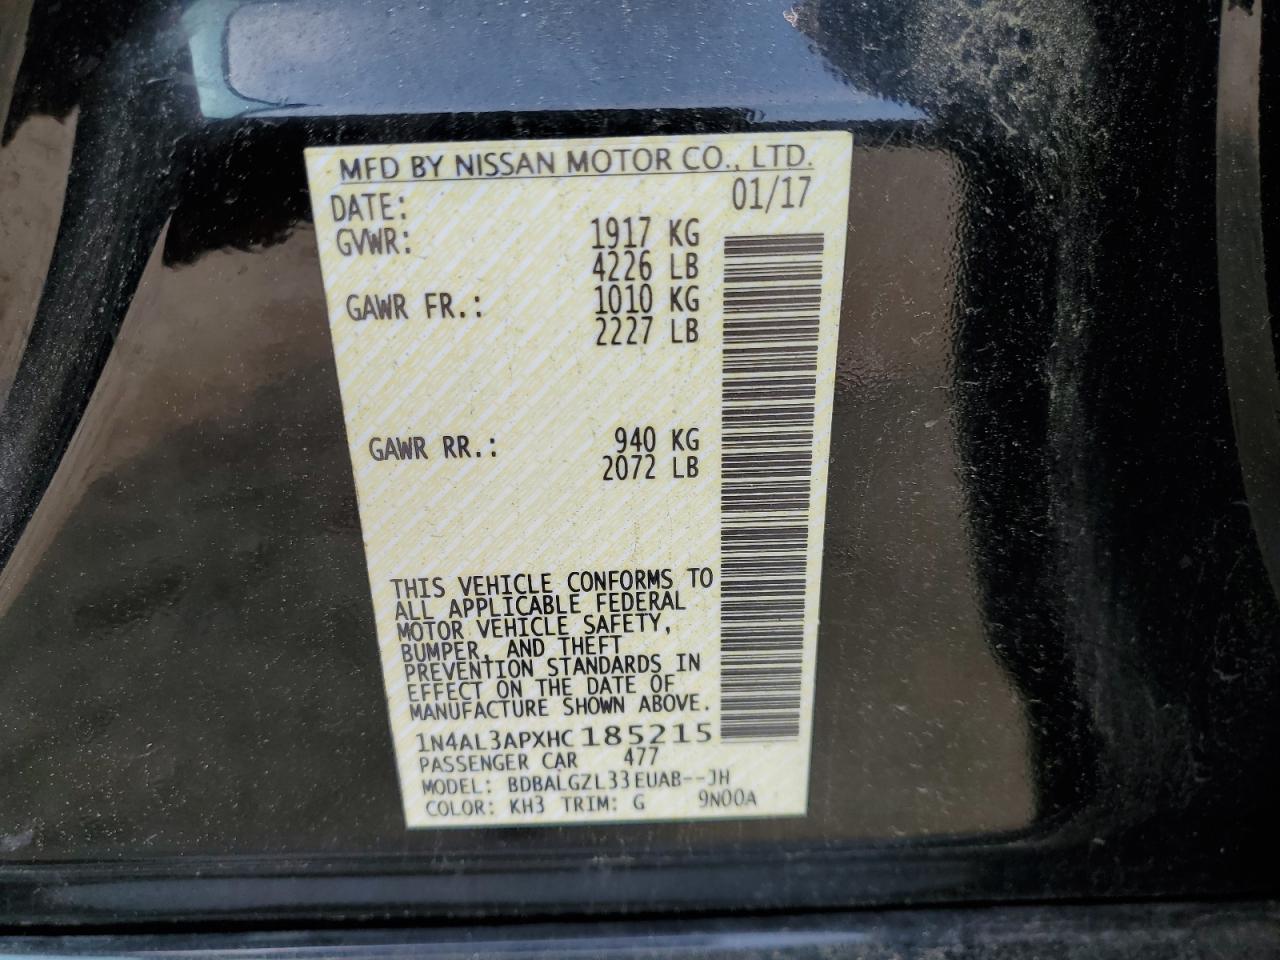 MFD BY NISSAN MOTOR CO., LTD.
DATE: 01/17
GVWR: 1917 KG
4226 LB
GAWR FR.: 1010 KG
2227 LB
GAWR RR.: 940 KG
2072 LB
THIS VEHICLE CONFORMS TO
ALL APPLICABLE FEDERAL
MOTOR VEHICLE SAFETY,
BUMPER, AND THEFT
PREVENTION STANDARDS IN
EFFECT ON THE DATE OF
MANUFACTURE SHOWN ABOVE.
1N4AL3APXHC185215
PASSENGER CAR 477
MODEL: BDBALGZL33EUAB--JH
COLOR: KH3 TRIM: G 9N00A